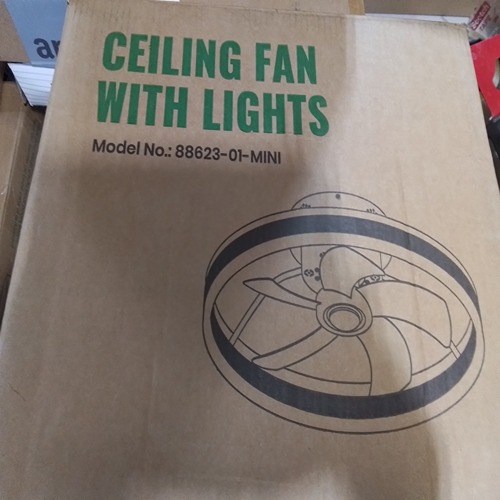 CEILING FAN
WITH LIGHTS
Model No.: 88623-01-MINI